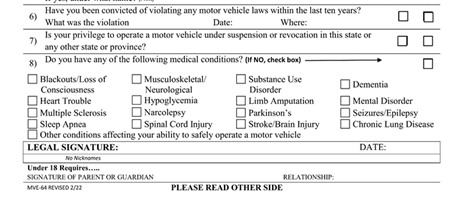 6) Have you been convicted of violating any motor vehicle laws within the last ten years?
What was the violation Date: Where:
7) Is your privilege to operate a motor vehicle under suspension or revocation in this state or
any other state or province?
8) Do you have any of the following medical conditions? (If NO, check box)
Blackouts/Loss of Consciousness
Musculoskeletal/ Neurological
Substance Use Disorder
Dementia
Heart Trouble Hypoglycemia Limb Amputation Mental Disorder
Multiple Sclerosis Narcolepsy Parkinson's Seizures/Epilepsy
Sleep Apnea Spinal Cord Injury Stroke/Brain Injury Chronic Lung Disease
Other conditions affecting your ability to safely operate a motor vehicle
LEGAL SIGNATURE: DATE:
No Nicknames
Under 18 Requires.....
SIGNATURE OF PARENT OR GUARDIAN RELATIONSHIP:
MVE-64 REVISED 2/22 PLEASE READ OTHER SIDE